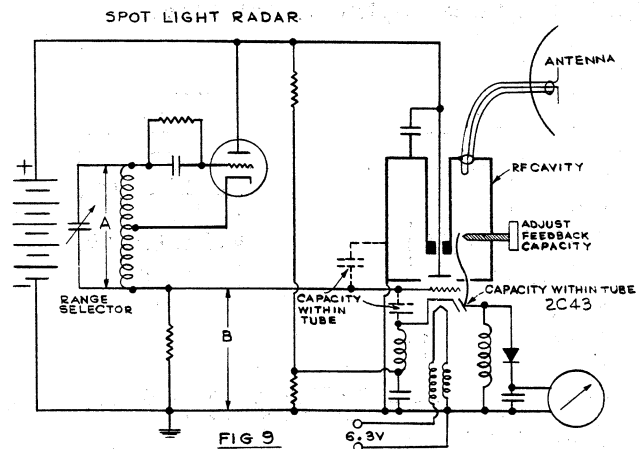 SPOT LIGHT RADAR
ANTENNA
RF CAVITY
+
A
ADJUST
FEEDBACK
CAPACITY
−
RANGE
SELECTOR
CAPACITY
WITHIN
TUBE
CAPACITY WITHIN TUBE
2C43
B
FIG 9
6.3V